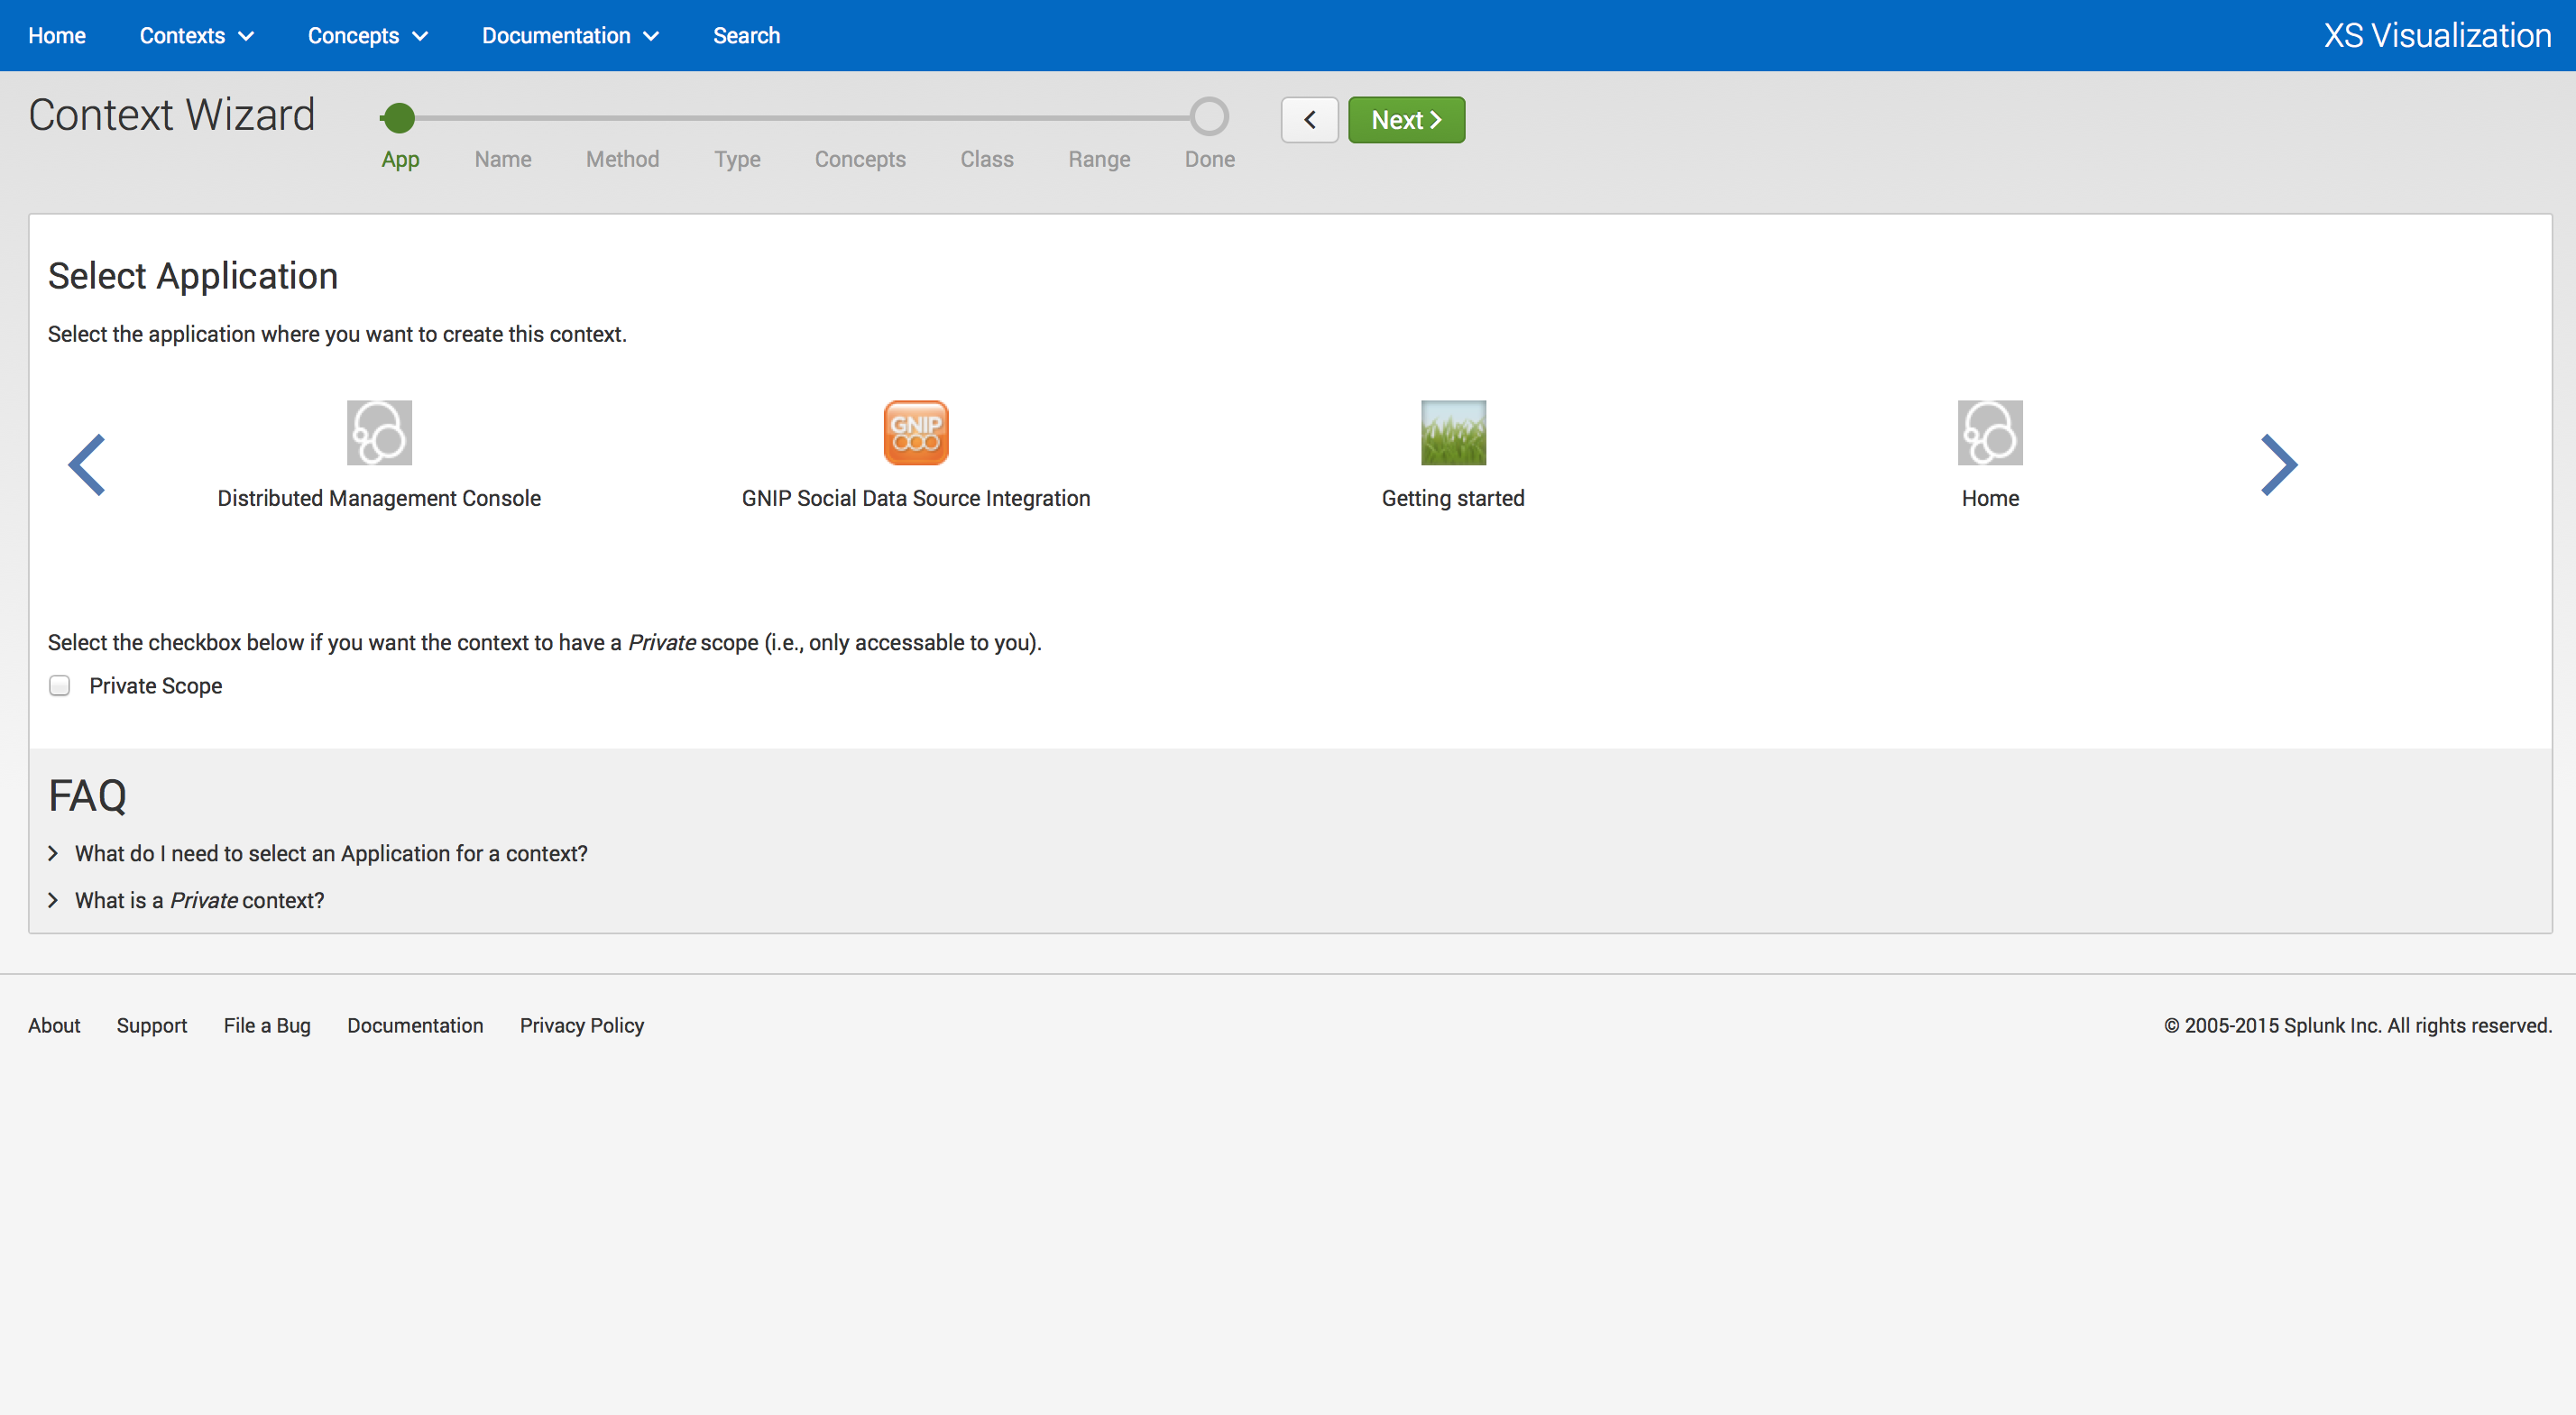 Home Contexts Concepts Documentation Search XS Visualization
Context Wizard
Next
App Name Method Type Concepts Class Range Done
Select Application
Select the application where you want to create this context.
GNIP
Distributed Management Console GNIP Social Data Source Integration Getting started Home
Select the checkbox below if you want the context to have a Private scope (i.e., only accessable to you).
Private Scope
FAQ
What do I need to select an Application for a context?
What is a Private context?
About Support File a Bug Documentation Privacy Policy © 2005-2015 Splunk Inc. All rights reserved.